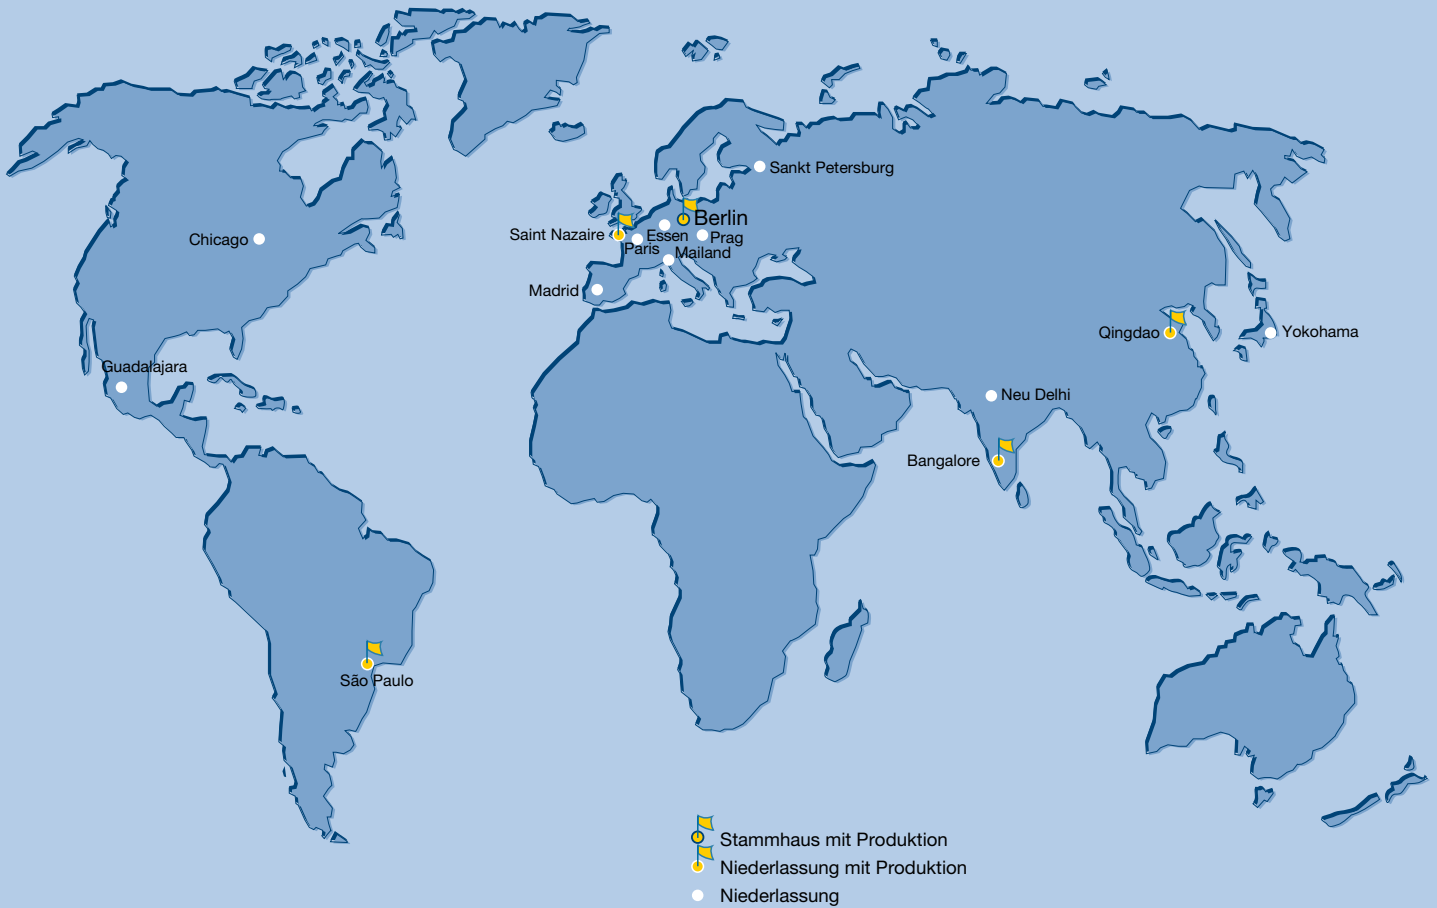 Sankt Petersburg
Berlin
Saint Nazaire
Essen
Prag
Chicago
Paris
Mailand
Madrid
Qingdao
Yokohama
Guadalajara
Neu Delhi
Bangalore
São Paulo
Stammhaus mit Produktion
Niederlassung mit Produktion
Niederlassung